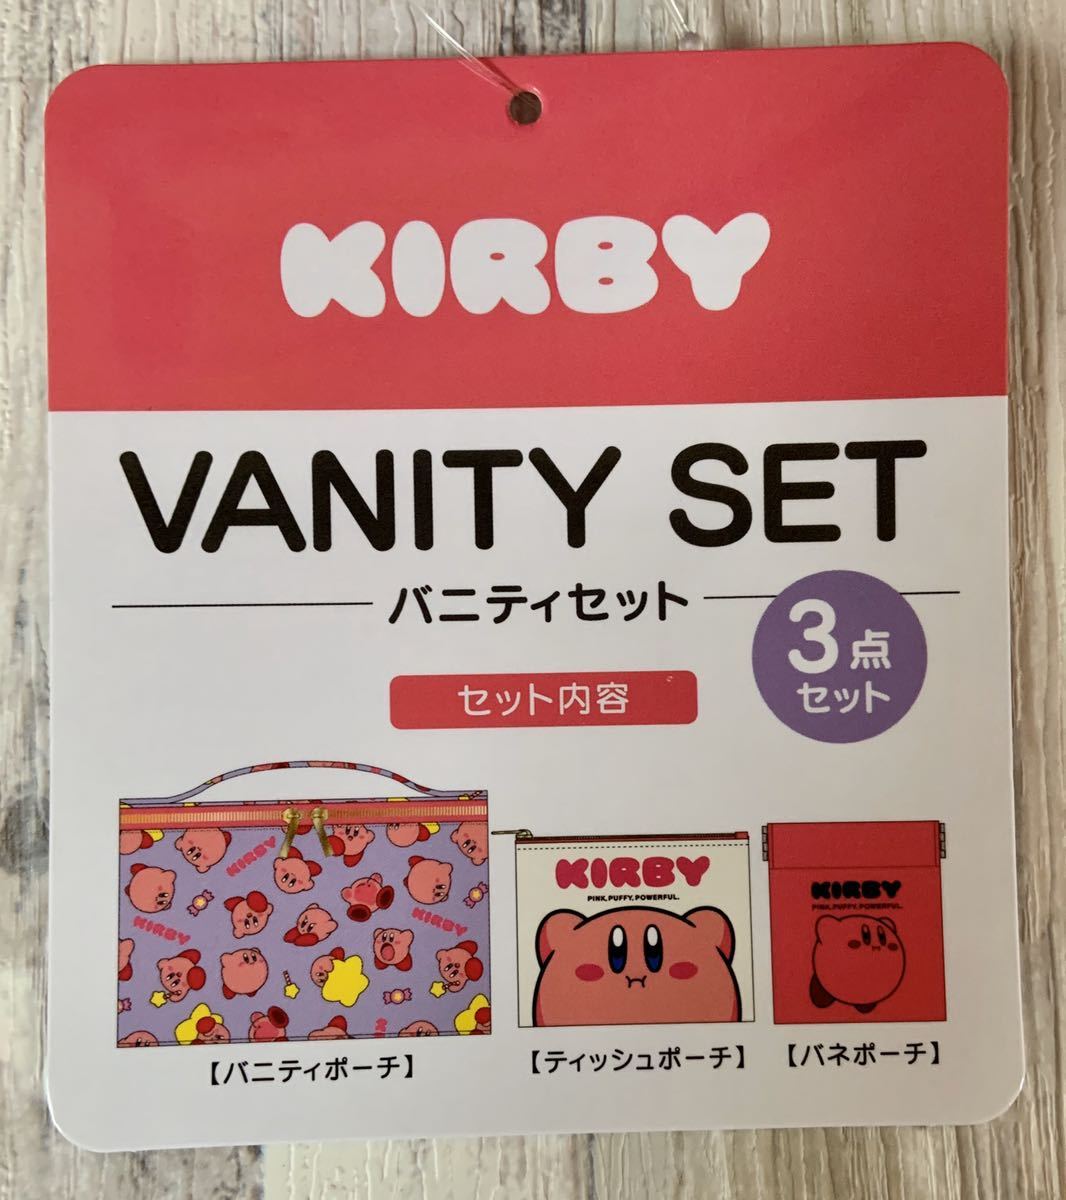 KIRBY
VANITY SET
バニティセット
3点
セット
セット内容
KIRBY
KIRBY
KIRBY
KIRBY
PINK, PUFFY, POWERFUL.
KIRBY
PINK, PUFFY, POWERFUL.
【バニティポーチ】
【ティッシュポーチ】
【バネポーチ】